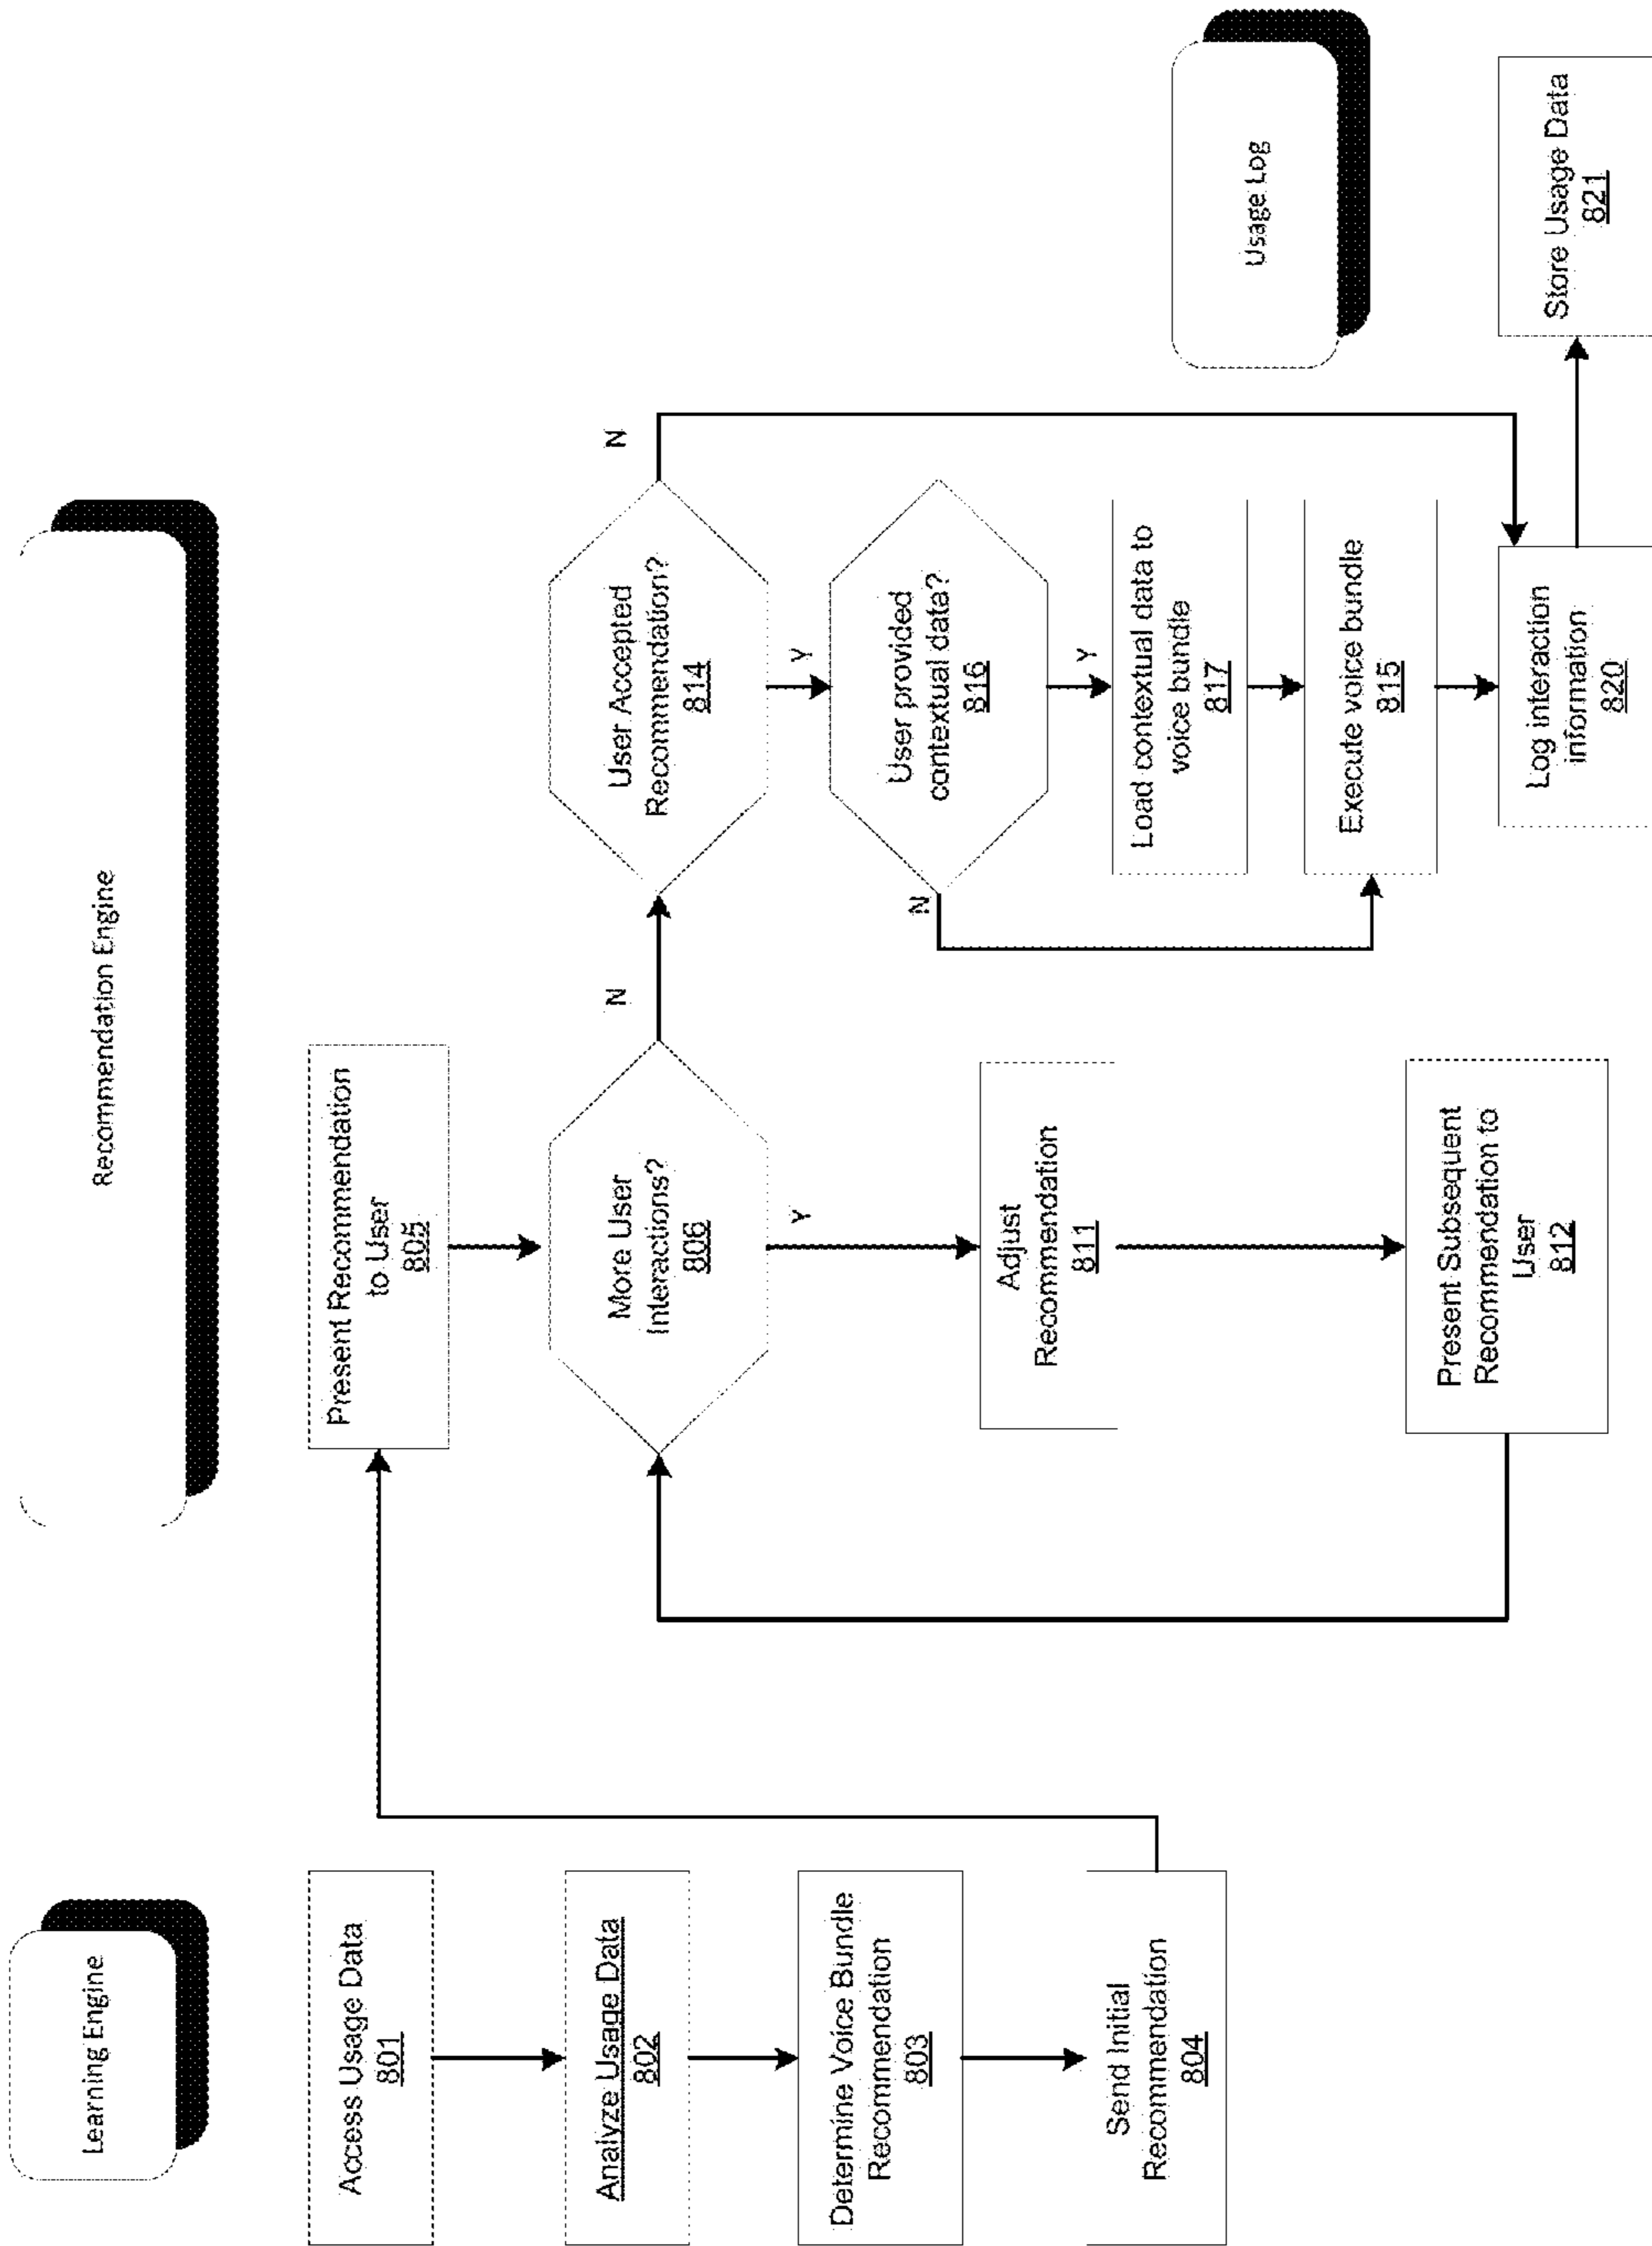 Learning Engine
Access Usage Data
801
Analyze Usage Data
802
Determine Voice Bundle
Recommendation
803
Send Initial
Recommendation
804
Recommendation Engine
Present Recommendation
to User
805
More User
Interactions?
806
N
Y
Adjust
Recommendation
811
Present Subsequent
Recommendation to
User
812
User Accepted
Recommendation?
814
N
Y
User provided
contextual data?
816
N
Y
Load contextual data to
voice bundle
817
Execute voice bundle
815
Log interaction
information
820
Usage Log
Store Usage Data
821